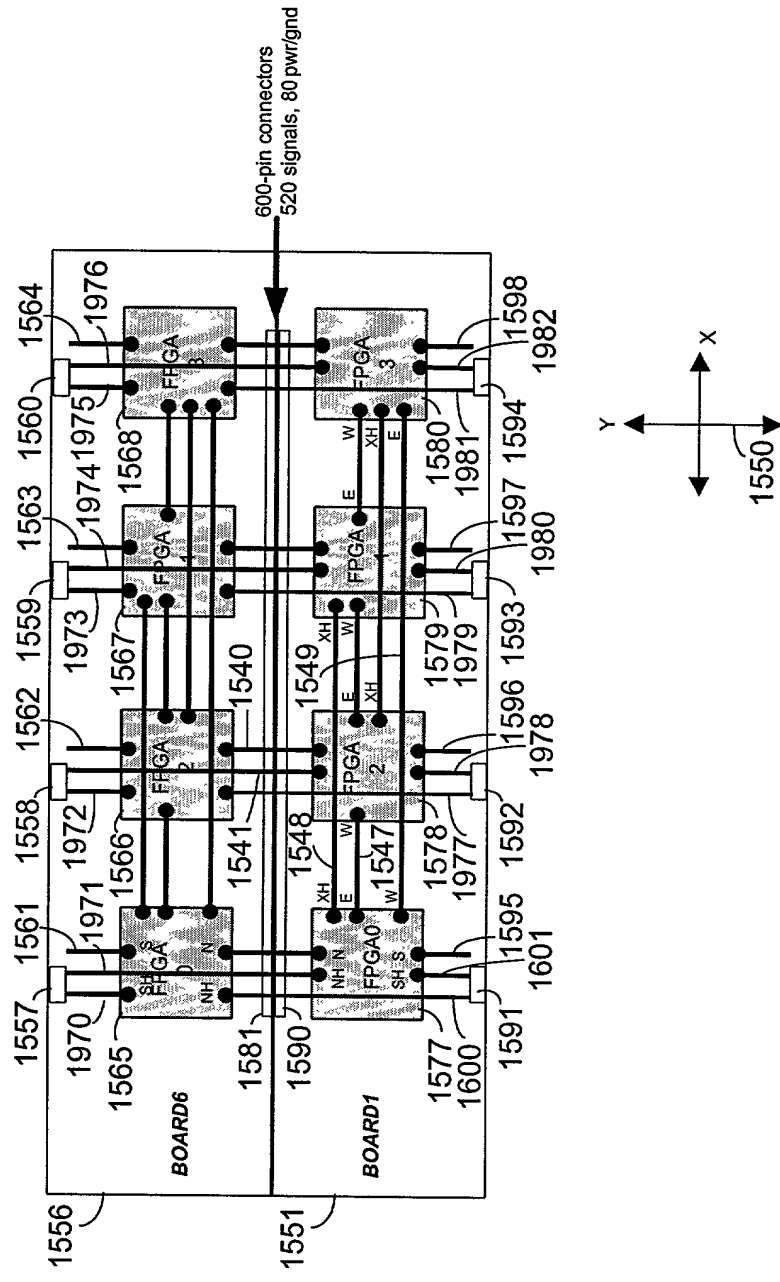 600-pin connectors
520 signals, 80 pwr/gnd
1556
1557
1970
1971
1561
1558
1972
1562
1559
1973
1974
1563
1560
1975
1976
1564
BOARD6
1565
1566
1567
1568
SH
S
FPGA
0
NH
N
FPGA
2
FPGA
1
FPGA
3
1581
1590
1541
1540
1551
BOARD1
NH
N
FPGA0
SH
S
XH
E
W
1548
1547
W
FPGA
2
E
XH
1549
XH
W
FPGA
1
E
W
XH
E
FPGA
3
1577
1600
1591
1601
1595
1578
1977
1592
1978
1596
1579
1979
1593
1980
1597
1580
1981
1594
1982
1598
Y
X
1550